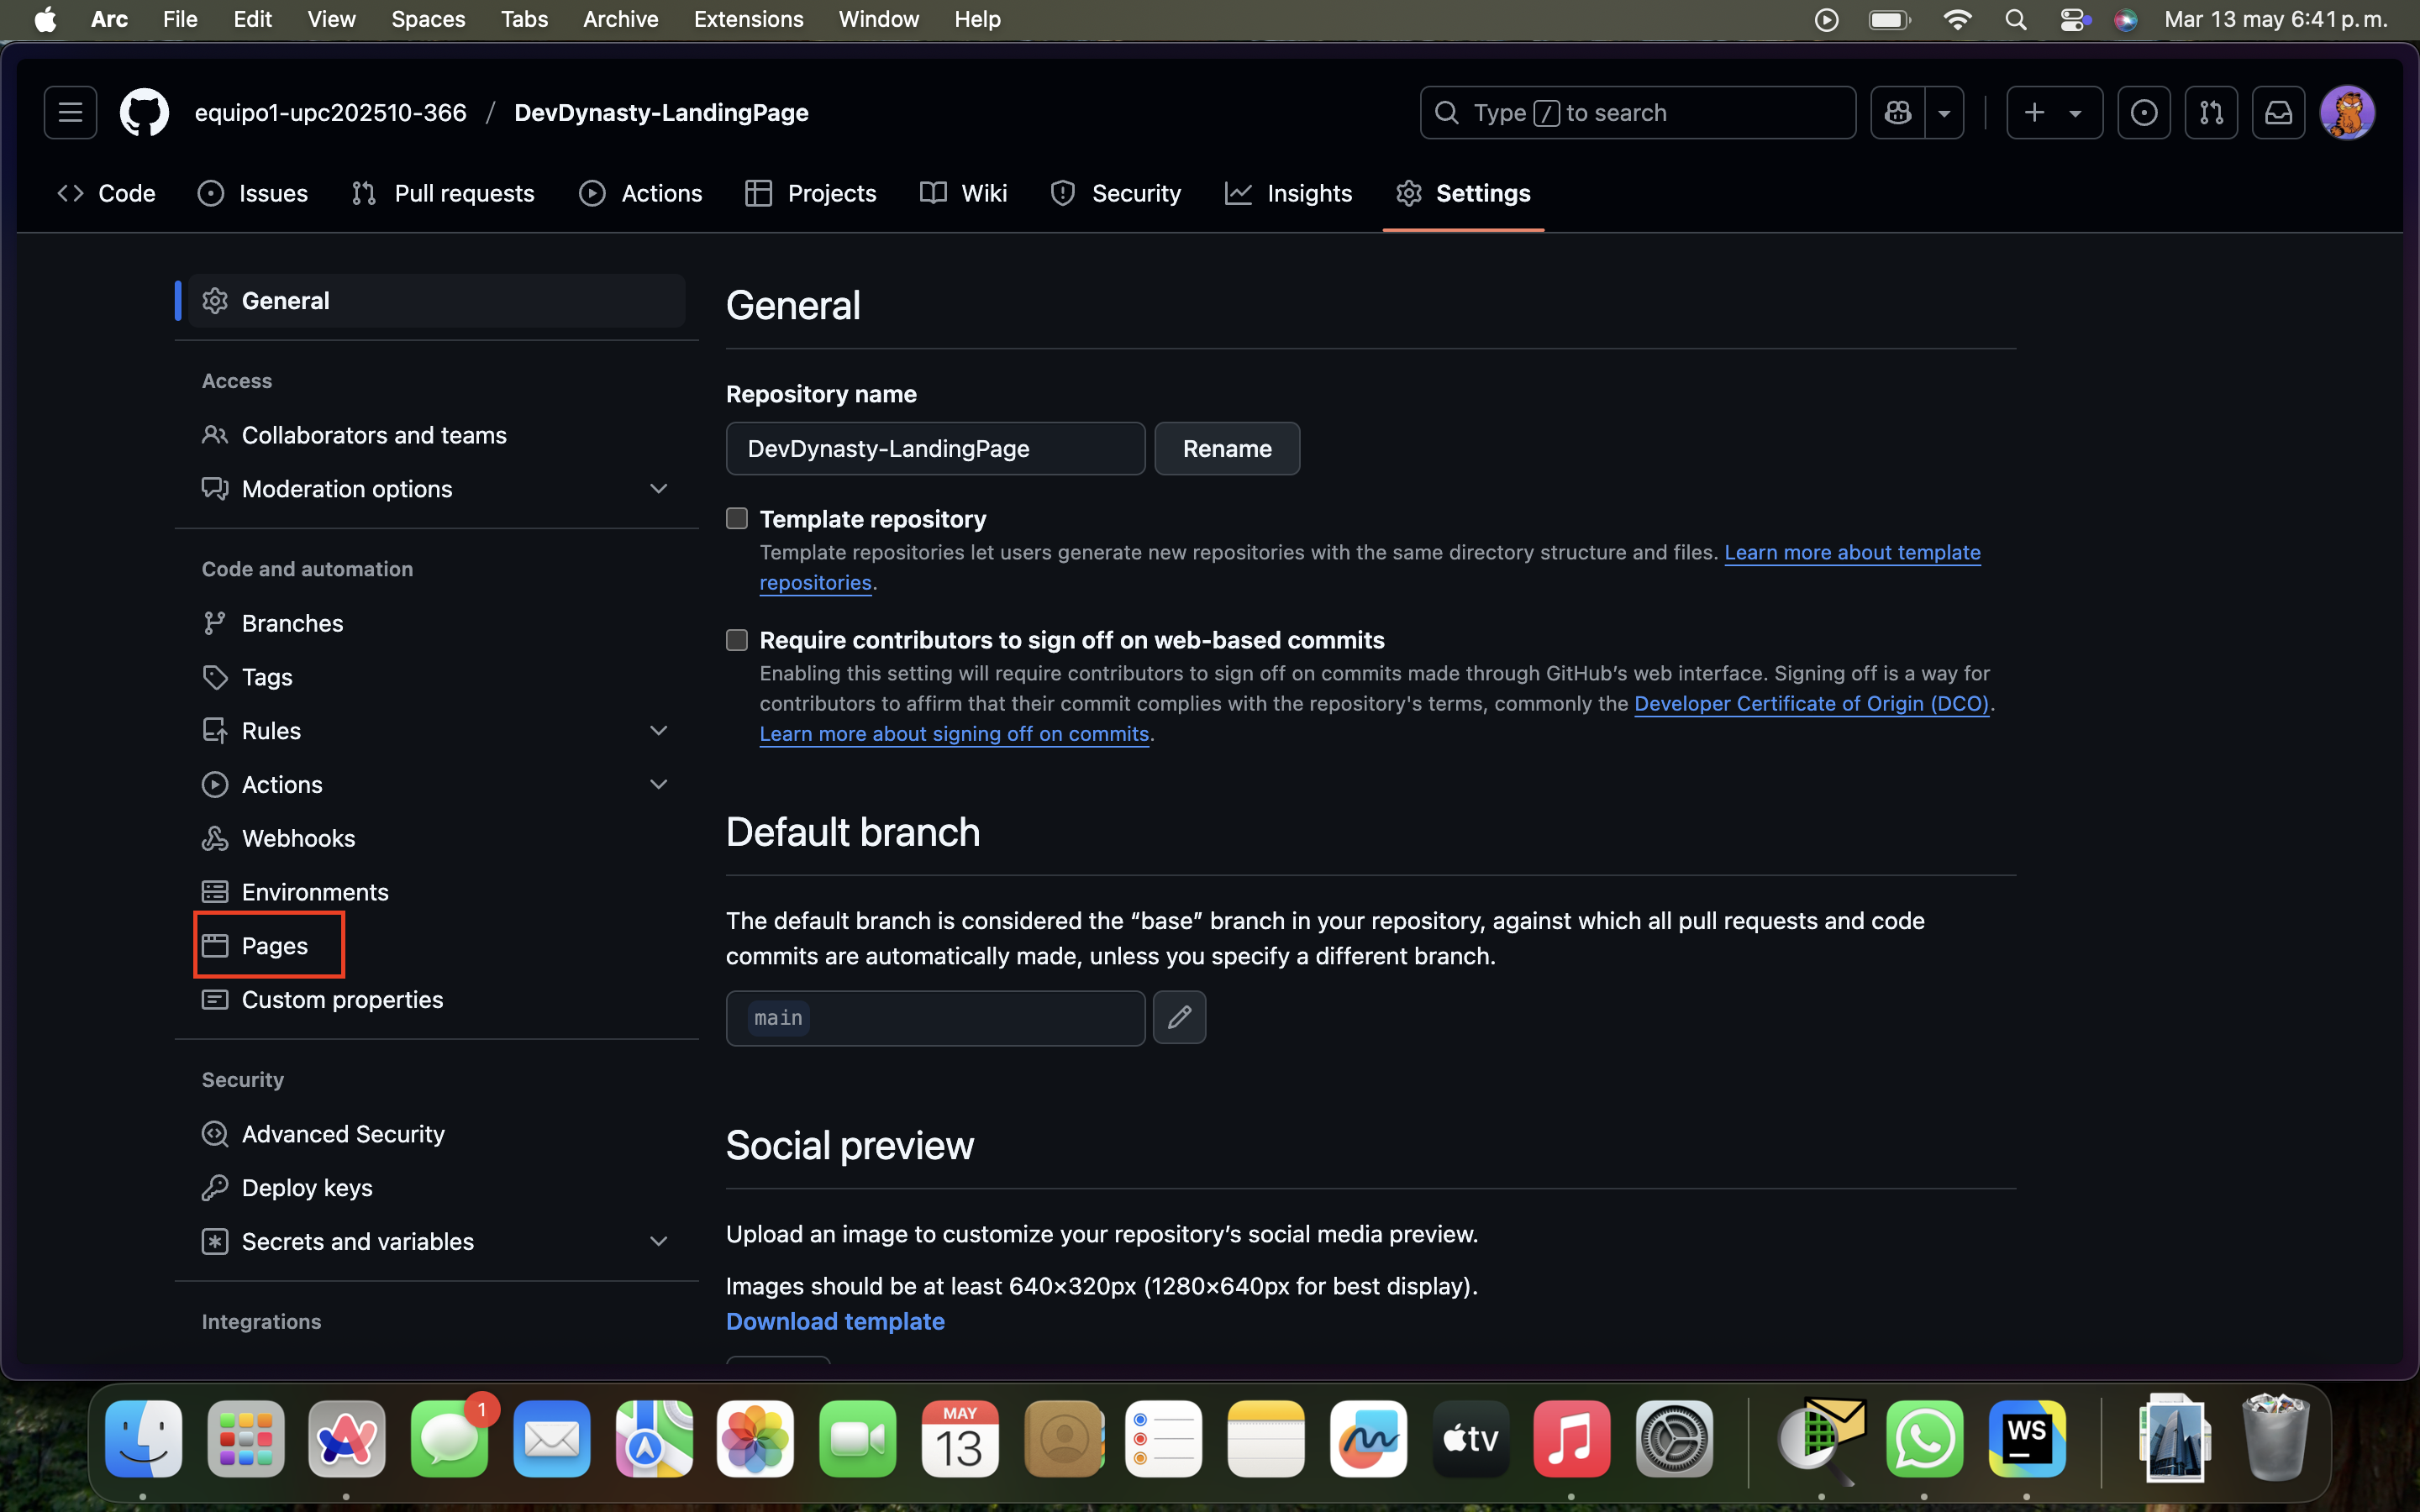 Arc File Edit View Spaces Tabs Archive Extensions Window Help Mar 13 may 6:41 p. m.
equipo1-upc202510-366 / DevDynasty-LandingPage
Type / to search
Code Issues Pull requests Actions Projects Wiki Security Insights Settings
General
Access
Collaborators and teams
Moderation options
Code and automation
Branches
Tags
Rules
Actions
Webhooks
Environments
Pages
Custom properties
Security
Advanced Security
Deploy keys
Secrets and variables
Integrations
General
Repository name
DevDynasty-LandingPage Rename
Template repository
Template repositories let users generate new repositories with the same directory structure and files. Learn more about template
repositories.
Require contributors to sign off on web-based commits
Enabling this setting will require contributors to sign off on commits made through GitHub’s web interface. Signing off is a way for
contributors to affirm that their commit complies with the repository's terms, commonly the Developer Certificate of Origin (DCO).
Learn more about signing off on commits.
Default branch
The default branch is considered the “base” branch in your repository, against which all pull requests and code
commits are automatically made, unless you specify a different branch.
main
Social preview
Upload an image to customize your repository’s social media preview.
Images should be at least 640×320px (1280×640px for best display).
Download template
1
MAY
13
tv
WS